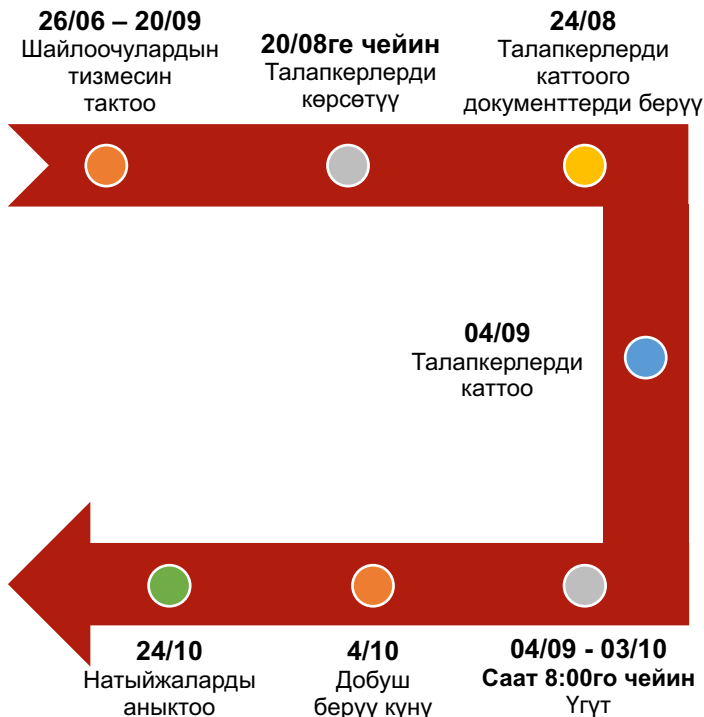 26/06 – 20/09
Шайлоочулардын
тизмесин
тактоо
20/08ге чейин
Талапкерлерди
көрсөтүү
24/08
Талапкерлерди
каттоого
документтерди берүү
04/09
Талапкерлерди
каттоо
04/09 - 03/10
Саат 8:00го чейин
Үгүт
4/10
Добуш
берүү күнү
24/10
Натыйжаларды
аныктоо